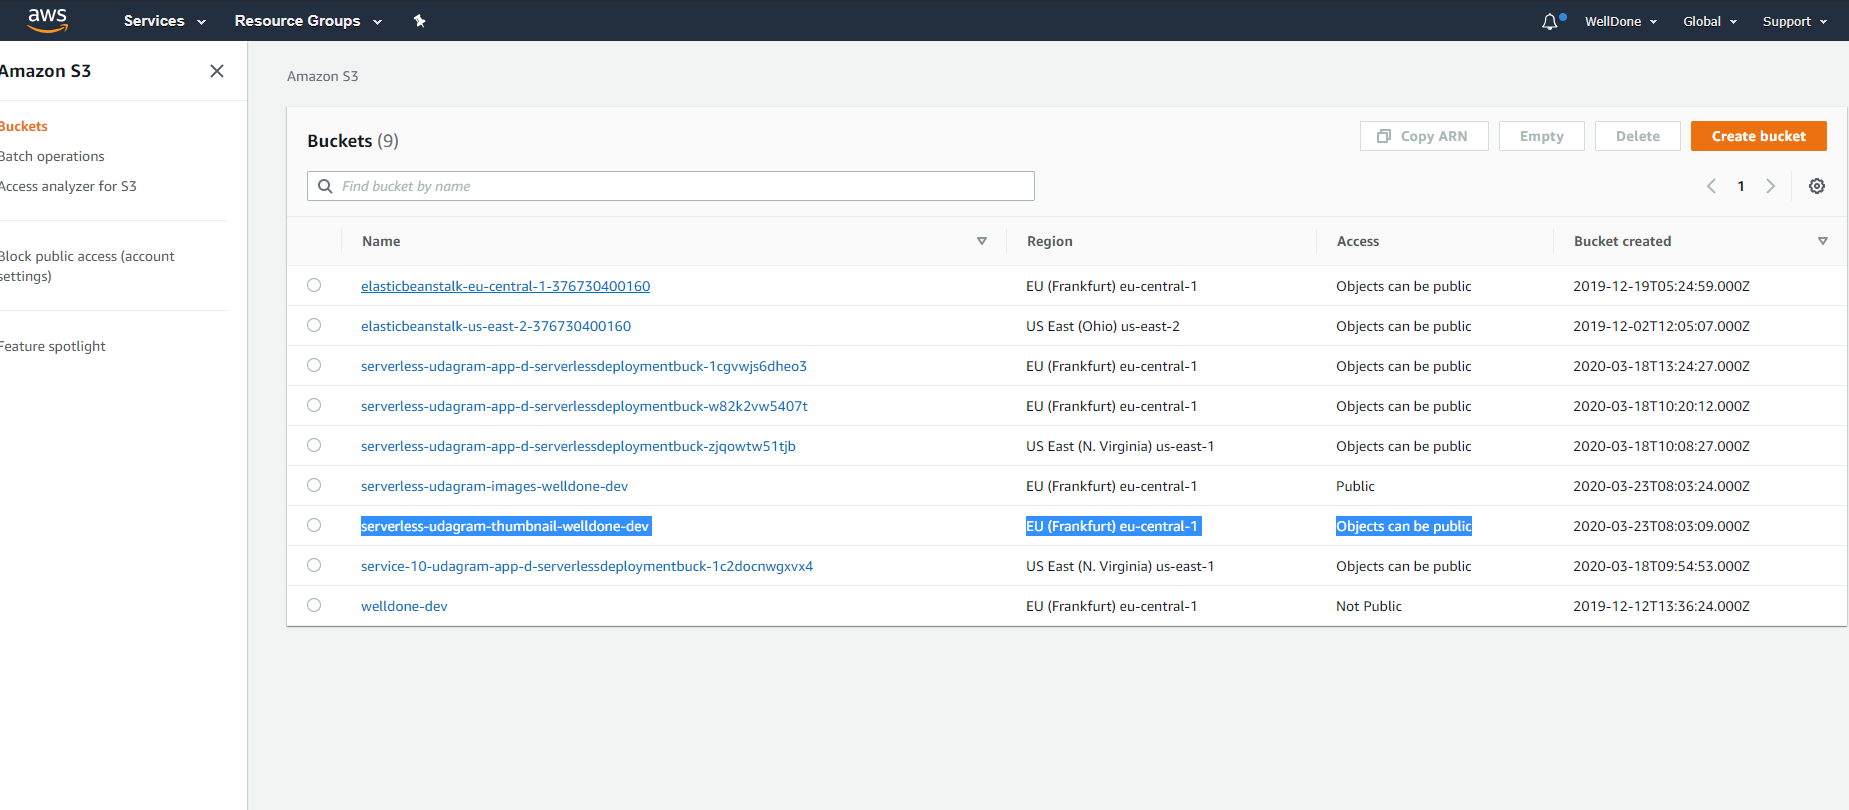 aws
Services
Resource Groups
WellDone
Global
Support
Amazon S3
Buckets
Batch operations
Access analyzer for S3
Block public access (account
settings)
Feature spotlight
Amazon S3
Buckets (9)
Copy ARN
Empty
Delete
Create bucket
Find bucket by name
1
Name Region Access Bucket created
elasticbeanstalk-eu-central-1-376730400160 EU (Frankfurt) eu-central-1 Objects can be public 2019-12-19T05:24:59.000Z
elasticbeanstalk-us-east-2-376730400160 US East (Ohio) us-east-2 Objects can be public 2019-12-02T12:05:07.000Z
serverless-udagram-app-d-serverlessdeploymentbuck-1cgvwjs6dheo3 EU (Frankfurt) eu-central-1 Objects can be public 2020-03-18T13:24:27.000Z
serverless-udagram-app-d-serverlessdeploymentbuck-w82k2vw5407t EU (Frankfurt) eu-central-1 Objects can be public 2020-03-18T10:20:12.000Z
serverless-udagram-app-d-serverlessdeploymentbuck-zjqowtw51tjb US East (N. Virginia) us-east-1 Objects can be public 2020-03-18T10:08:27.000Z
serverless-udagram-images-welldone-dev EU (Frankfurt) eu-central-1 Public 2020-03-23T08:03:24.000Z
serverless-udagram-thumbnail-welldone-dev EU (Frankfurt) eu-central-1 Objects can be public 2020-03-23T08:03:09.000Z
service-10-udagram-app-d-serverlessdeploymentbuck-1c2docnwgxvx4 US East (N. Virginia) us-east-1 Objects can be public 2020-03-18T09:54:53.000Z
welldone-dev EU (Frankfurt) eu-central-1 Not Public 2019-12-12T13:36:24.000Z